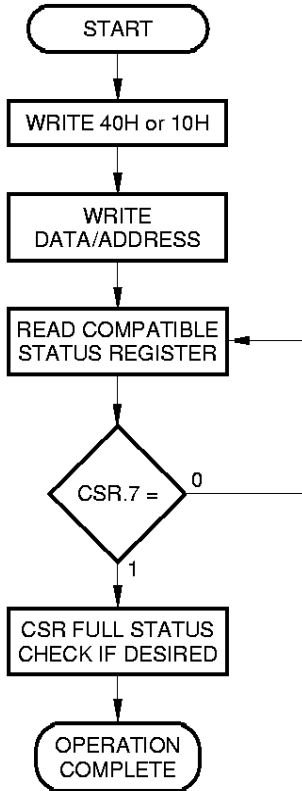 START
WRITE 40H or 10H
WRITE
DATA/ADDRESS
READ COMPATIBLE
STATUS REGISTER
CSR.7 =
0
1
CSR FULL STATUS
CHECK IF DESIRED
OPERATION
COMPLETE